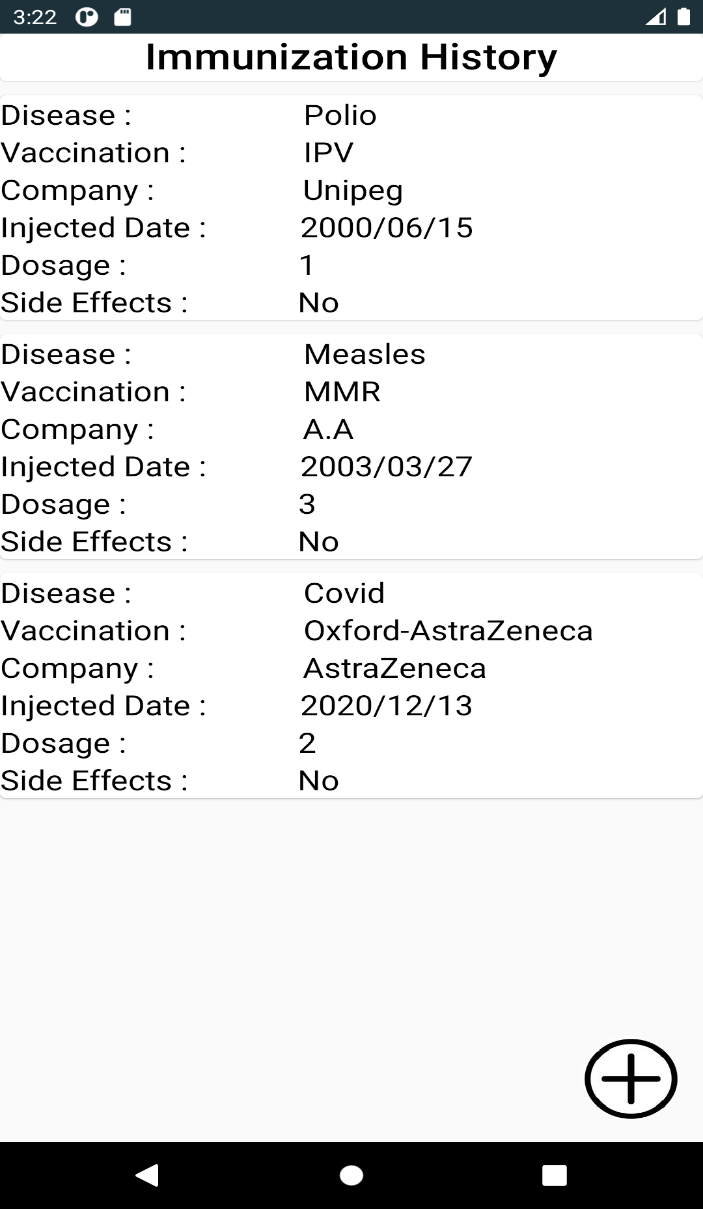 3:22
Immunization History
Disease : Polio
Vaccination : IPV
Company : Unipeg
Injected Date : 2000/06/15
Dosage : 1
Side Effects : No
Disease : Measles
Vaccination : MMR
Company : A.A
Injected Date : 2003/03/27
Dosage : 3
Side Effects : No
Disease : Covid
Vaccination : Oxford-AstraZeneca
Company : AstraZeneca
Injected Date : 2020/12/13
Dosage : 2
Side Effects : No